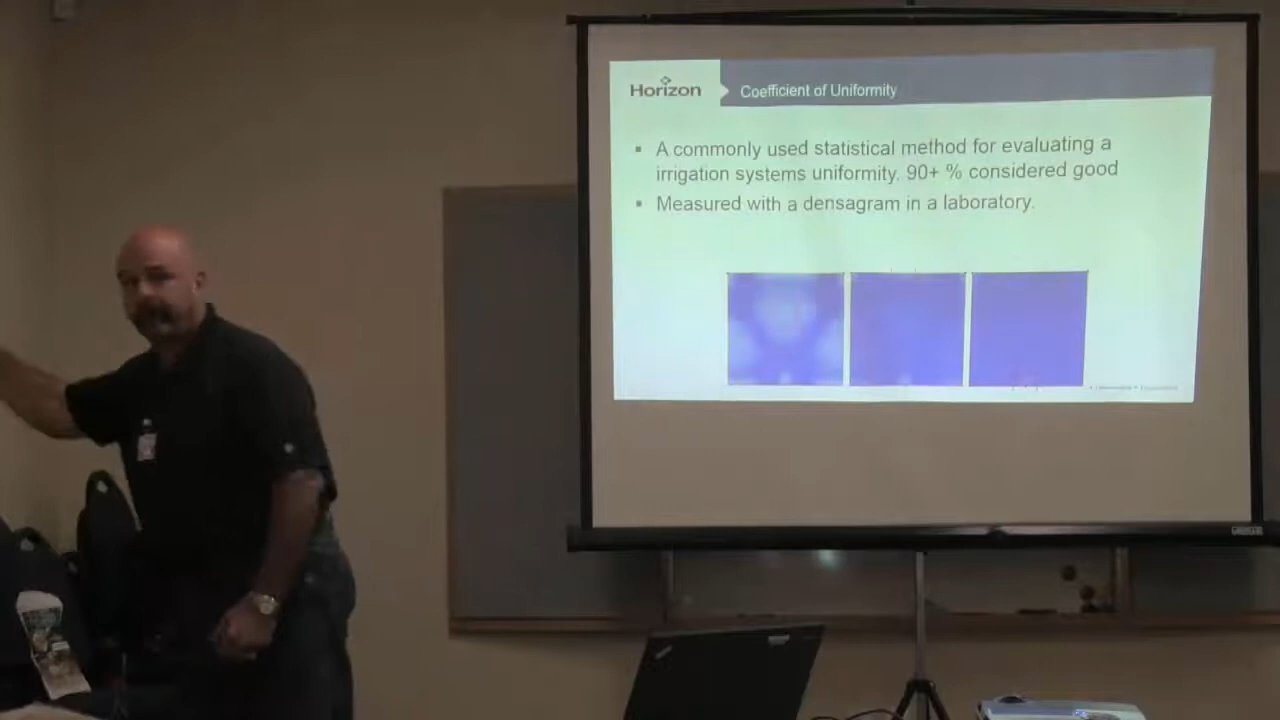 Horizon
Coefficient of Uniformity
▪ A commonly used statistical method for evaluating a
irrigation systems uniformity. 90+ % considered good
▪ Measured with a densagram in a laboratory.